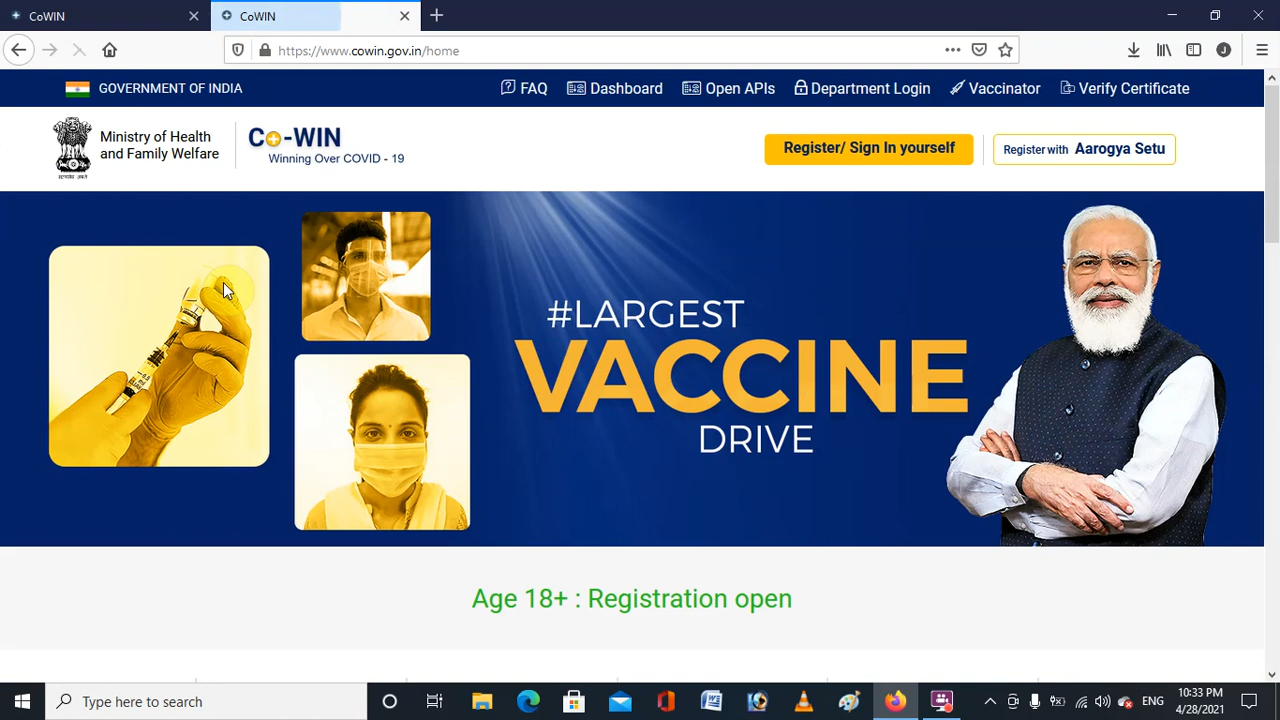 CoWIN
CoWIN
https://www.cowin.gov.in/home
GOVERNMENT OF INDIA
FAQ
Dashboard
Open APIs
Department Login
Vaccinator
Verify Certificate
Ministry of Health
and Family Welfare
Co-WIN
Winning Over COVID - 19
Register/ Sign In yourself
Register with Aarogya Setu
#LARGEST
VACCINE
DRIVE
Age 18+ : Registration open
Type here to search
ENG
10:33 PM
4/28/2021